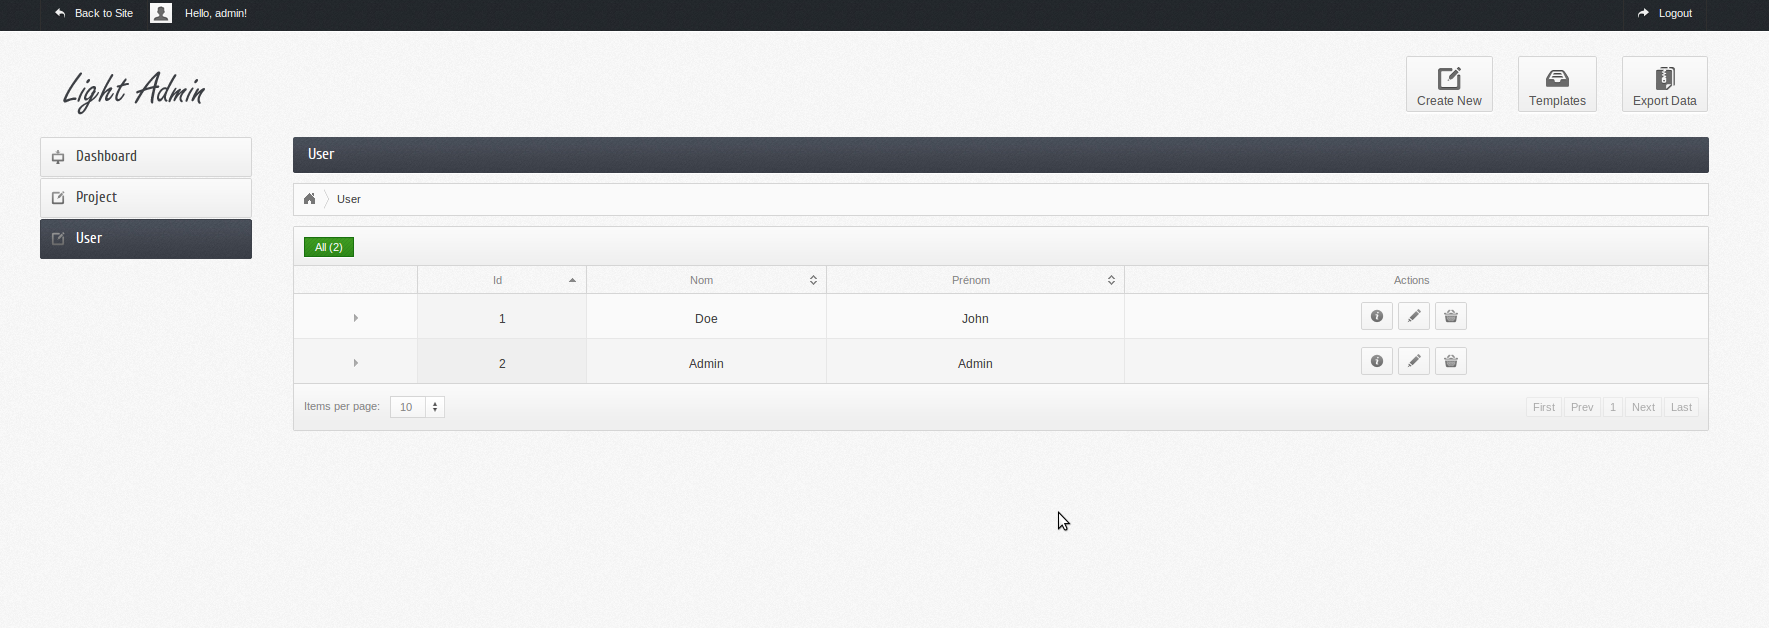 Back to Site Hello, admin! Logout
Light Admin
Create New Templates Export Data
Dashboard
Project
User
User
User
All (2)
Id Nom Prénom Actions
1 Doe John
2 Admin Admin
Items per page: 10 First Prev 1 Next Last